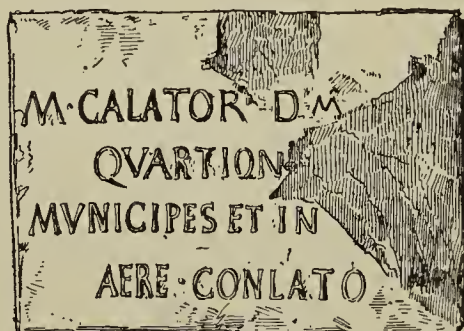 M·CALATOR·D·M
QVARTION
MVNICIPES ET IN
AERE·CONLATO